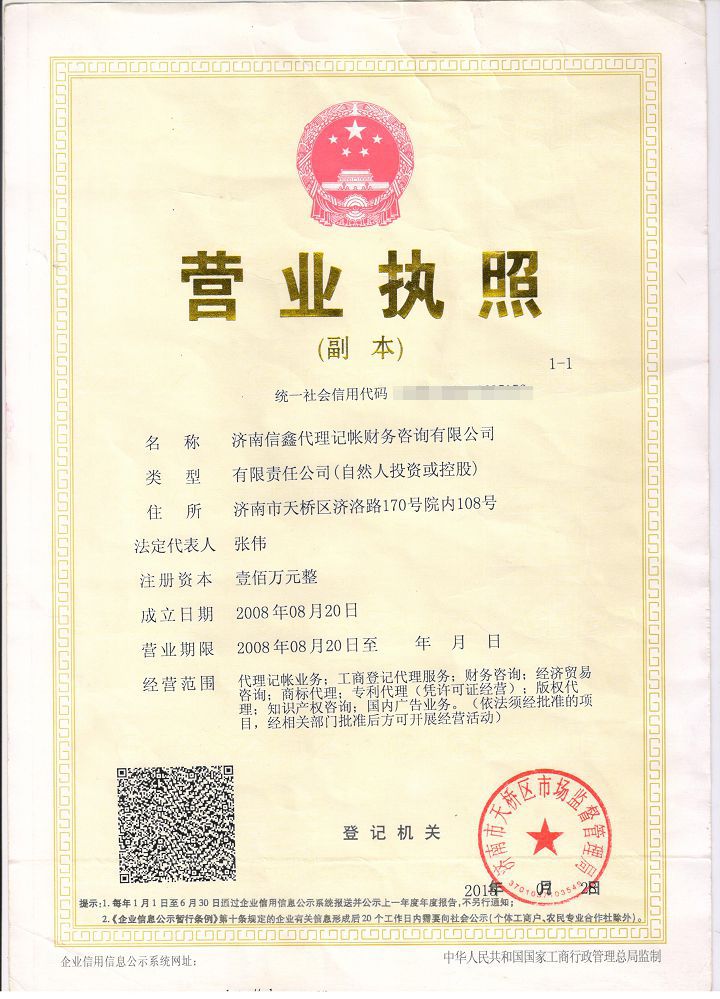 营业执照
(副 本)
1-1
统一社会信用代码
名 称 济南信鑫代理记帐财务咨询有限公司
类 型 有限责任公司(自然人投资或控股)
住 所 济南市天桥区济洛路170号院内108号
法定代表人 张伟
注册资本 壹佰万元整
成立日期 2008年08月20日
营业期限 2008年08月20日至 年 月 日
经营范围 代理记帐业务；工商登记代理服务；财务咨询；经济贸易
咨询；商标代理；专利代理（凭许可证经营）；版权代
理；知识产权咨询；国内广告业务。（依法须经批准的项
目，经相关部门批准后方可开展经营活动）
济南市天桥区市场监督管理局
登记机关
年 月 日
提示:1.每年1月1日至6月30日通过企业信用信息公示系统报送并公示上一年度年度报告,不另行通知；
2.《企业信息公示暂行条例》第十条规定的企业有关信息形成后20个工作日内需要向社会公示(个体工商户、农民专业合作社除外)。
企业信用信息公示系统网址：
中华人民共和国国家工商行政管理总局监制